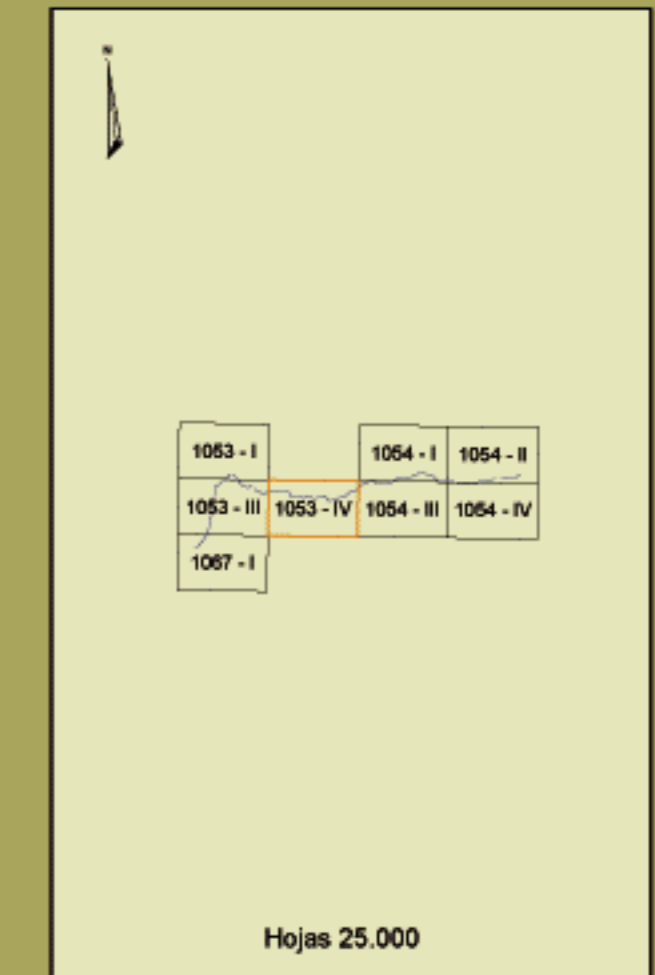 N
1053 - I
1054 - I
1054 - II
1053 - III
1053 - IV
1054 - III
1054 - IV
1067 - I
Hojas 25.000